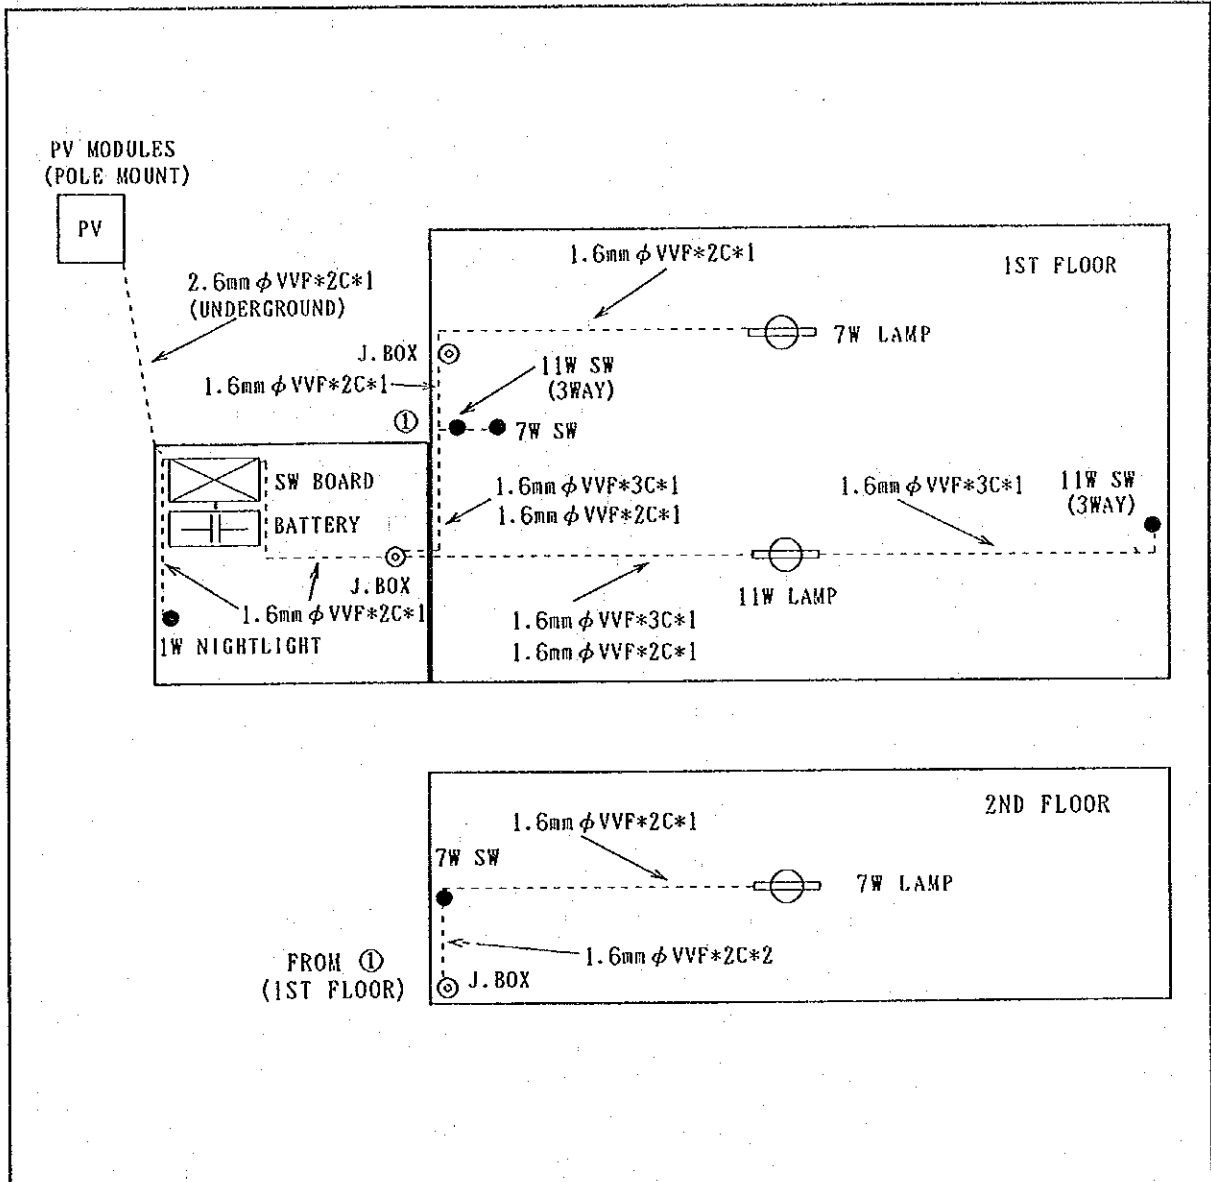 PV MODULES
(POLE MOUNT)
PV
2.6mmφVVF*2C*1
(UNDERGROUND)
1.6mmφVVF*2C*1
1ST FLOOR
7W LAMP
J.BOX
11W SW
(3WAY)
1.6mmφVVF*2C*1
①
7W SW
SW BOARD
1.6mmφVVF*3C*1
1.6mmφVVF*2C*1
1.6mmφVVF*3C*1
11W SW
(3WAY)
BATTERY
J.BOX
11W LAMP
1.6mmφVVF*2C*1
1.6mmφVVF*3C*1
1.6mmφVVF*2C*1
1W NIGHTLIGHT
2ND FLOOR
1.6mmφVVF*2C*1
7W SW
7W LAMP
1.6mmφVVF*2C*2
FROM ①
(1ST FLOOR)
J.BOX